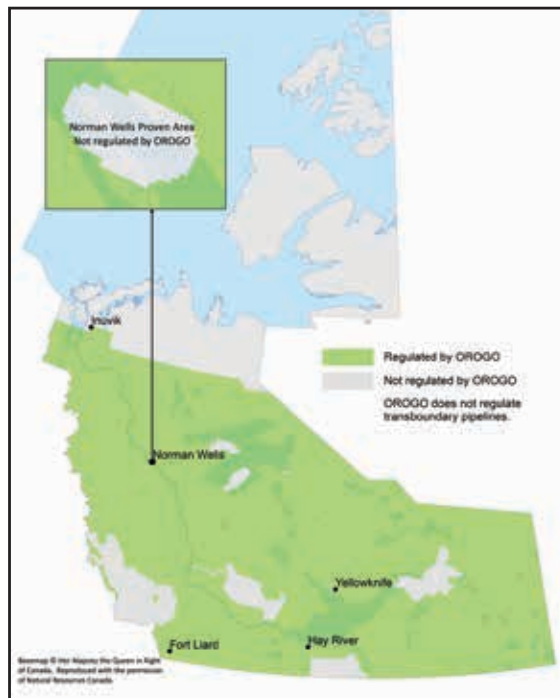 Norman Wells Proven Area
Not regulated by OROGO
Inuvik
Regulated by OROGO
Not regulated by OROGO
OROGO does not regulate
transboundary pipelines.
Norman Wells
Yellowknife
Fort Liard
Hay River
Basemap © Her Majesty the Queen in Right
of Canada. Reproduced with the permission
of Natural Resources Canada.